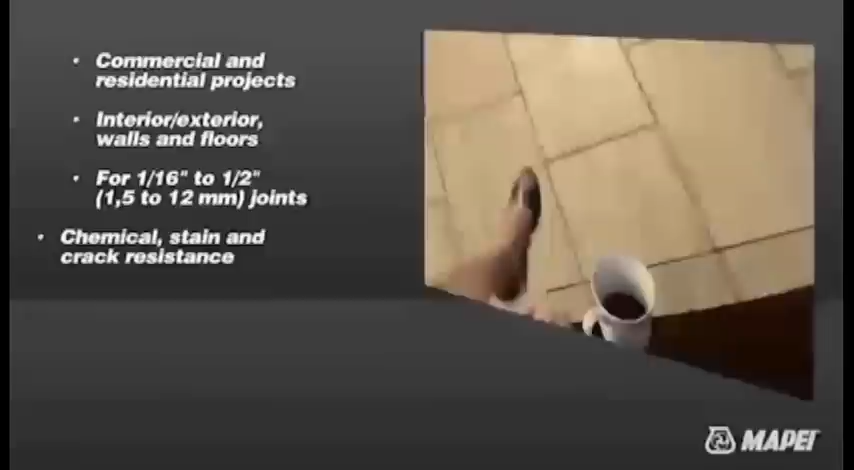 • Commercial and
residential projects
• Interior/exterior,
walls and floors
• For 1/16" to 1/2"
(1,5 to 12 mm) joints
• Chemical, stain and
crack resistance
MAPEI